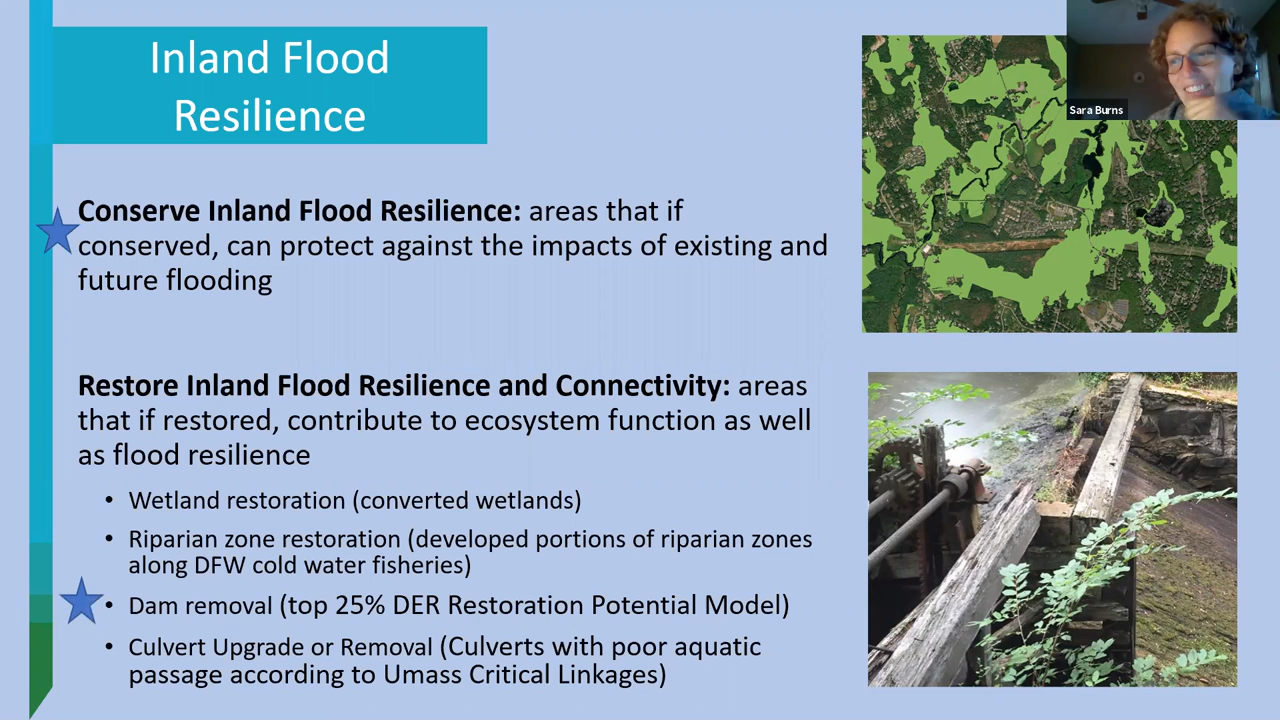 Inland Flood
Resilience
Sara Burns
Conserve Inland Flood Resilience: areas that if
conserved, can protect against the impacts of existing and
future flooding
Restore Inland Flood Resilience and Connectivity: areas
that if restored, contribute to ecosystem function as well
as flood resilience
• Wetland restoration (converted wetlands)
• Riparian zone restoration (developed portions of riparian zones
along DFW cold water fisheries)
• Dam removal (top 25% DER Restoration Potential Model)
• Culvert Upgrade or Removal (Culverts with poor aquatic
passage according to Umass Critical Linkages)